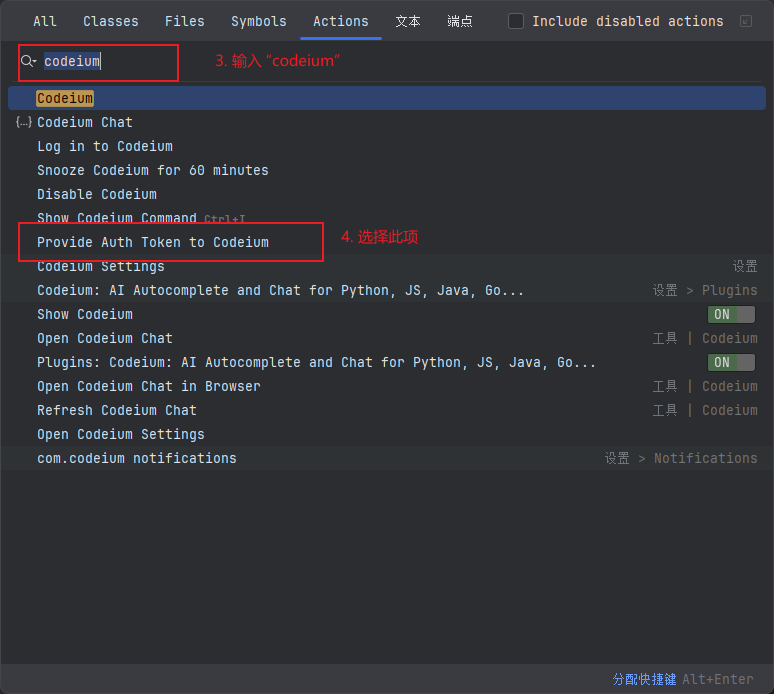 All Classes Files Symbols Actions 文本 端点 Include disabled actions
codeium 3. 输入 “codeium”
Codeium
{...} Codeium Chat
Log in to Codeium
Snooze Codeium for 60 minutes
Disable Codeium
Show Codeium Command Ctrl+I
Provide Auth Token to Codeium 4. 选择此项
Codeium Settings 设置
Codeium: AI Autocomplete and Chat for Python, JS, Java, Go... 设置 > Plugins
Show Codeium ON
Open Codeium Chat 工具 | Codeium
Plugins: Codeium: AI Autocomplete and Chat for Python, JS, Java, Go... ON
Open Codeium Chat in Browser 工具 | Codeium
Refresh Codeium Chat 工具 | Codeium
Open Codeium Settings
com.codeium notifications 设置 > Notifications
分配快捷键 Alt+Enter